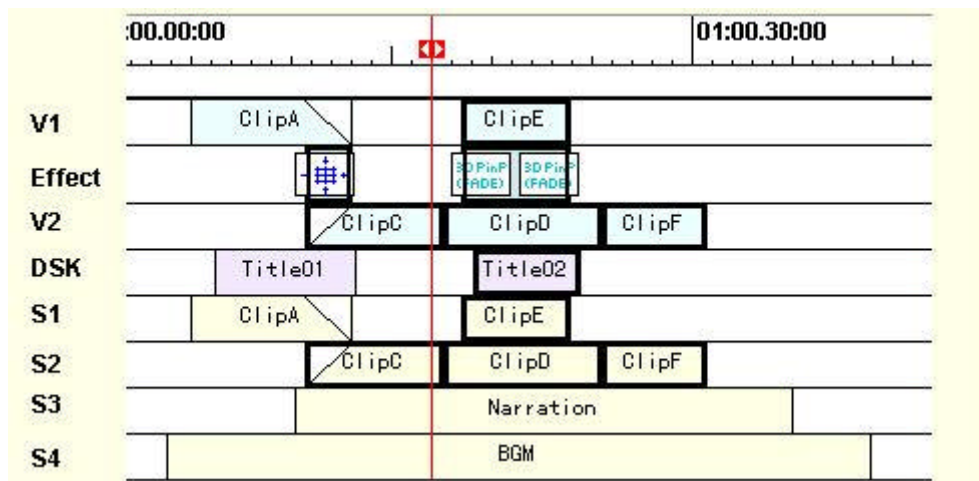 :00.00:00
01:00.30:00
V1 ClipA ClipE
Effect 3D PinP (FADE) 3D PinP (FADE)
V2 ClipC ClipD ClipF
DSK Title01 Title02
S1 ClipA ClipE
S2 ClipC ClipD ClipF
S3 Narration
S4 BGM